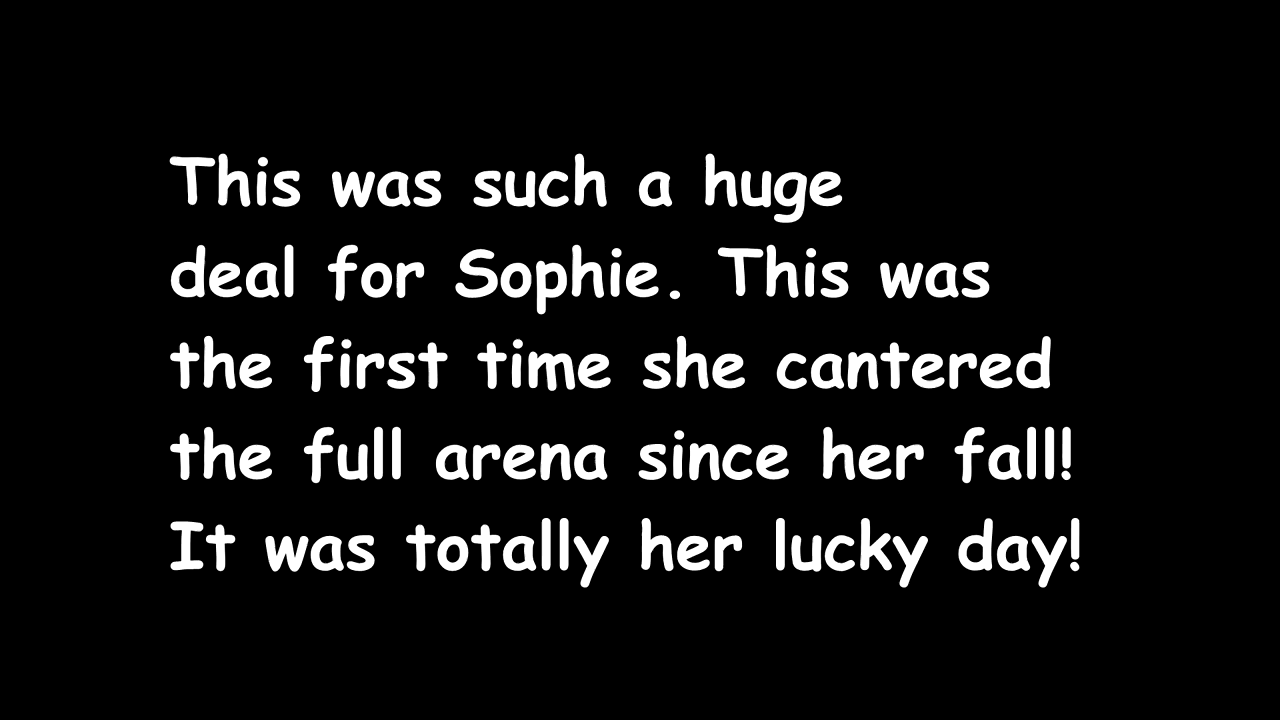 This was such a huge
deal for Sophie. This was
the first time she cantered
the full arena since her fall!
It was totally her lucky day!